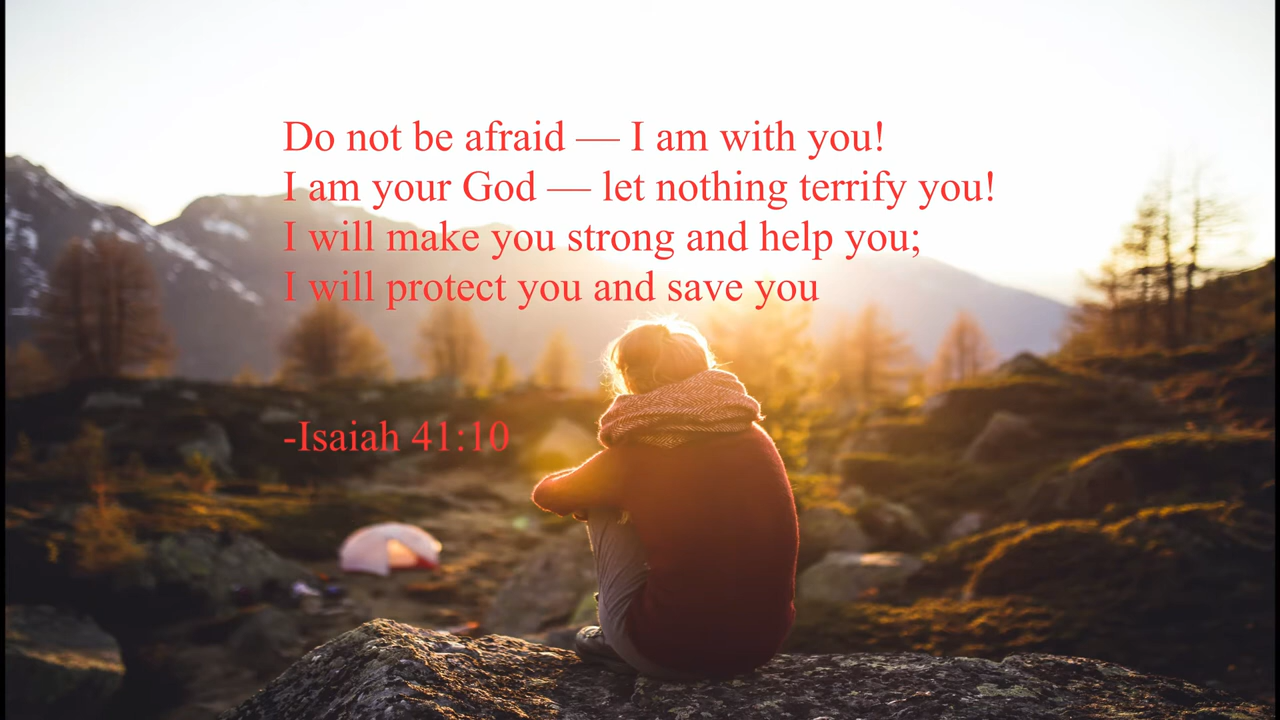 Do not be afraid — I am with you!
I am your God — let nothing terrify you!
I will make you strong and help you;
I will protect you and save you
-Isaiah 41:10